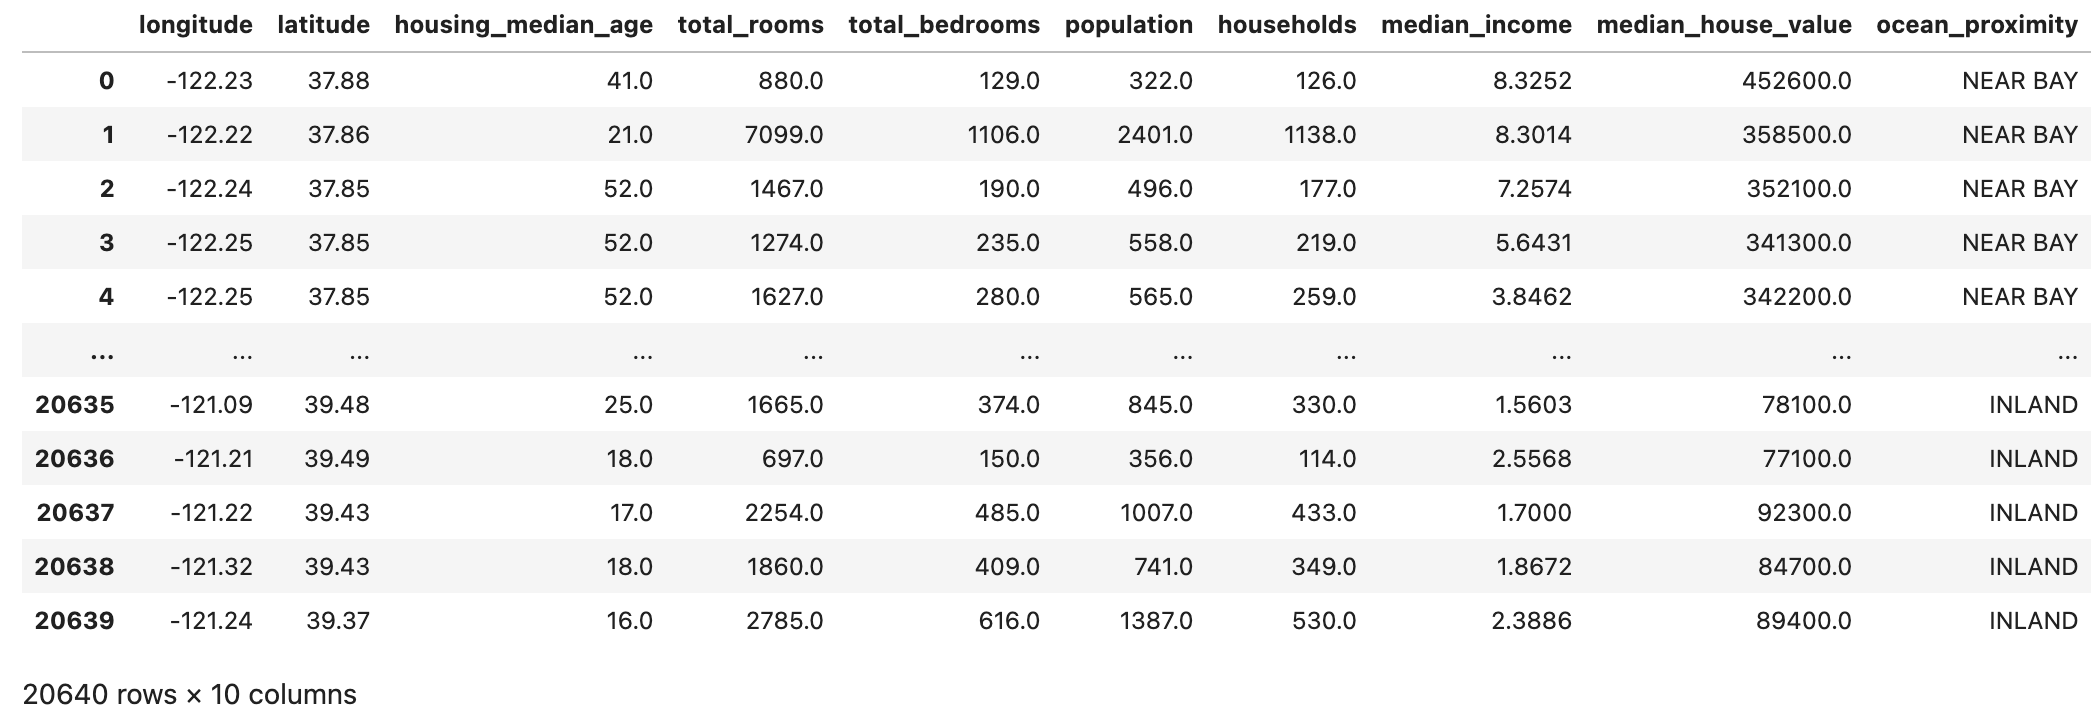 longitude latitude housing_median_age total_rooms total_bedrooms population households median_income median_house_value ocean_proximity
0 -122.23 37.88 41.0 880.0 129.0 322.0 126.0 8.3252 452600.0 NEAR BAY
1 -122.22 37.86 21.0 7099.0 1106.0 2401.0 1138.0 8.3014 358500.0 NEAR BAY
2 -122.24 37.85 52.0 1467.0 190.0 496.0 177.0 7.2574 352100.0 NEAR BAY
3 -122.25 37.85 52.0 1274.0 235.0 558.0 219.0 5.6431 341300.0 NEAR BAY
4 -122.25 37.85 52.0 1627.0 280.0 565.0 259.0 3.8462 342200.0 NEAR BAY
... ... ... ... ... ... ... ... ... ... ...
20635 -121.09 39.48 25.0 1665.0 374.0 845.0 330.0 1.5603 78100.0 INLAND
20636 -121.21 39.49 18.0 697.0 150.0 356.0 114.0 2.5568 77100.0 INLAND
20637 -121.22 39.43 17.0 2254.0 485.0 1007.0 433.0 1.7000 92300.0 INLAND
20638 -121.32 39.43 18.0 1860.0 409.0 741.0 349.0 1.8672 84700.0 INLAND
20639 -121.24 39.37 16.0 2785.0 616.0 1387.0 530.0 2.3886 89400.0 INLAND
20640 rows × 10 columns